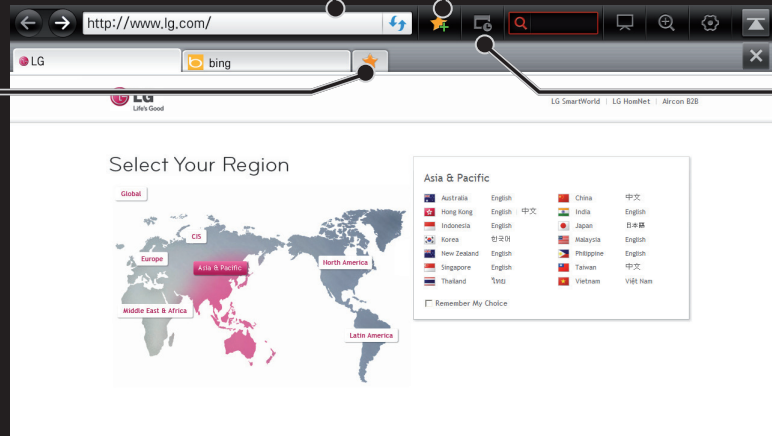 http://www.lg.com/
LG
bing
LG
Life's Good
LG SmartWorld | LG HomNet | Aircon B2B
Select Your Region
Global
CIS
Europe
Asia & Pacific
North America
Middle East & Africa
Latin America
Asia & Pacific
Australia English China 中文
Hong Kong English | 中文 India English
Indonesia English Japan 日本語
Korea 한국어 Malaysia English
New Zealand English Philippine English
Singapore English Taiwan 中文
Thailand ไทย Vietnam Việt Nam
Remember My Choice